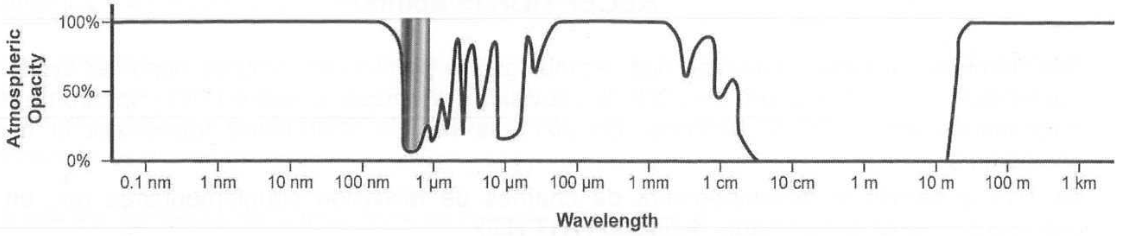 Atmospheric
Opacity
100%
50%
0%
0.1 nm 1 nm 10 nm 100 nm 1 µm 10 µm 100 µm 1 mm 1 cm 10 cm 1 m 10 m 100 m 1 km
Wavelength